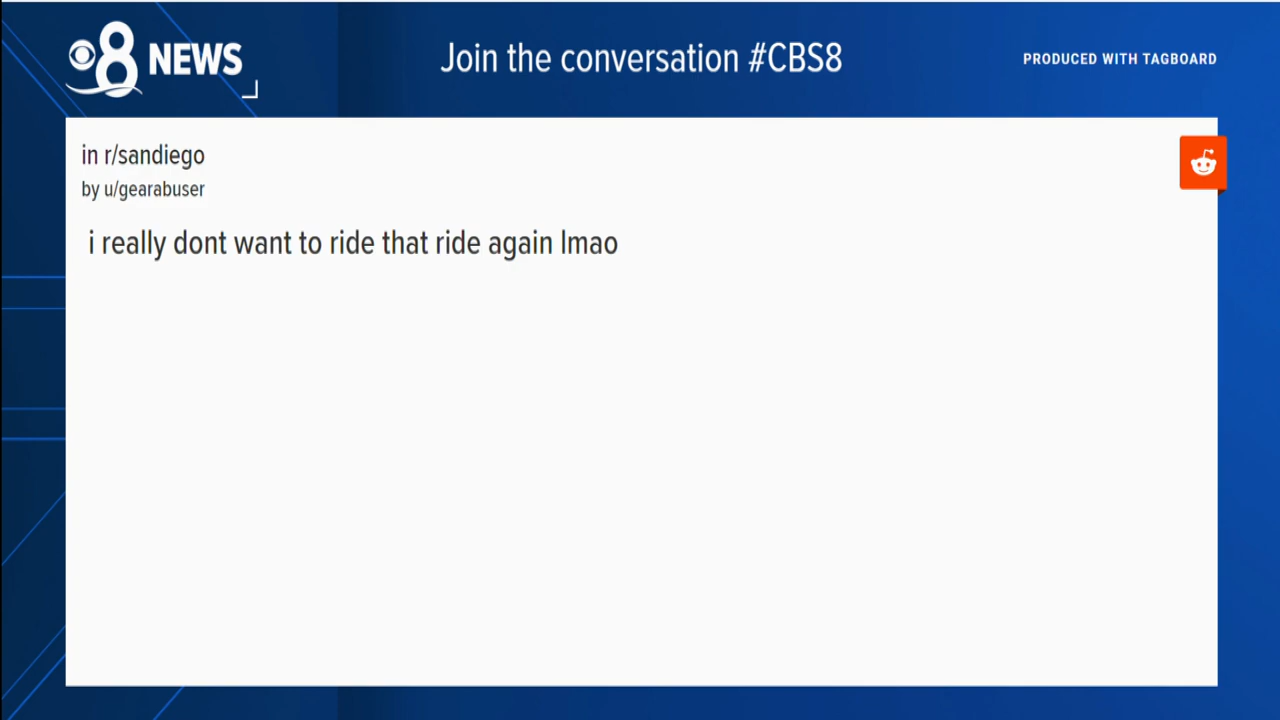 8 NEWS
Join the conversation #CBS8
PRODUCED WITH TAGBOARD
in r/sandiego
by u/gearabuser
i really dont want to ride that ride again lmao